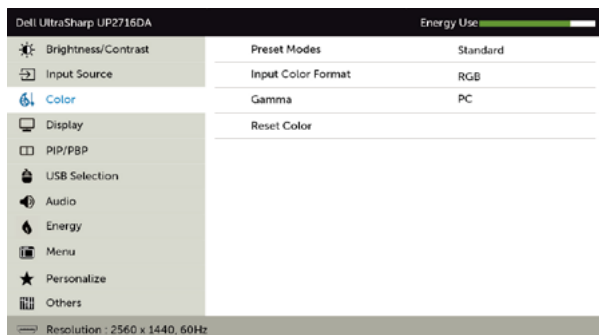 Dell UltraSharp UP2716DA Energy Use
Brightness/Contrast Preset Modes Standard
Input Source Input Color Format RGB
Color Gamma PC
Display Reset Color
PIP/PBP
USB Selection
Audio
Energy
Menu
Personalize
Others
Resolution : 2560 x 1440, 60Hz